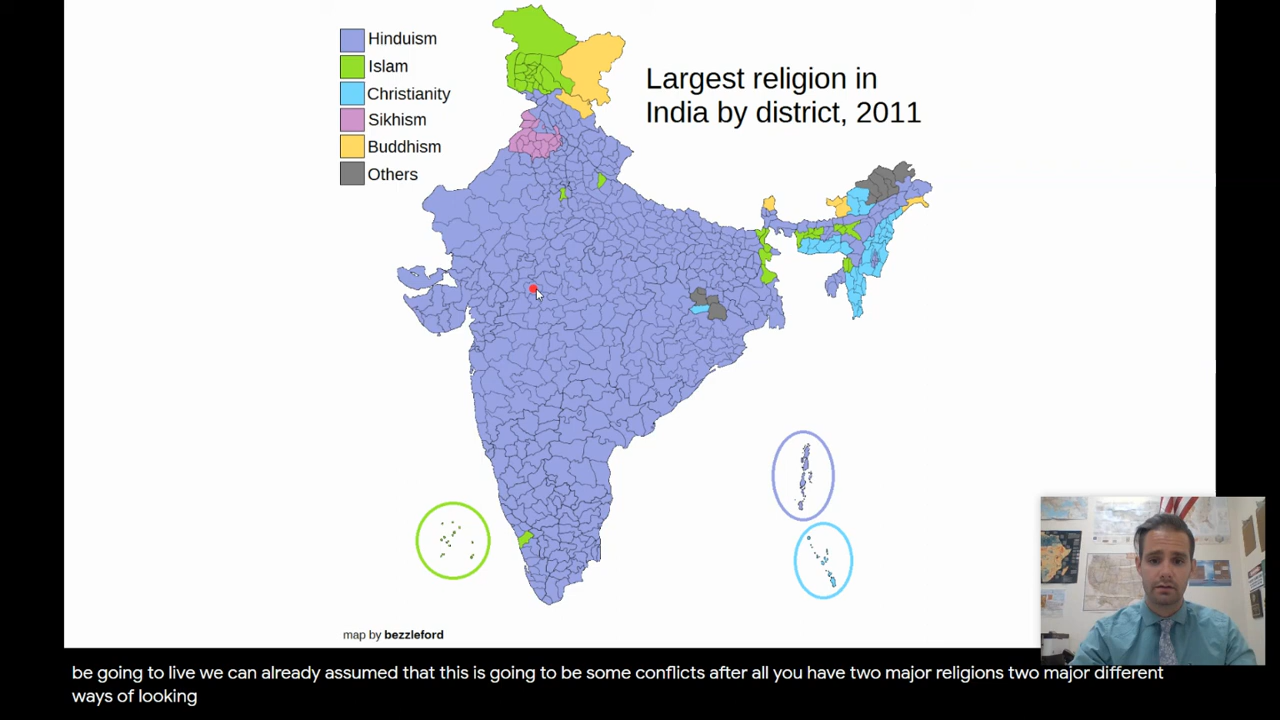 Hinduism
Islam
Christianity
Sikhism
Buddhism
Others
Largest religion in
India by district, 2011
map by bezzleford
be going to live we can already assumed that this is going to be some conflicts after all you have two major religions two major different
ways of looking